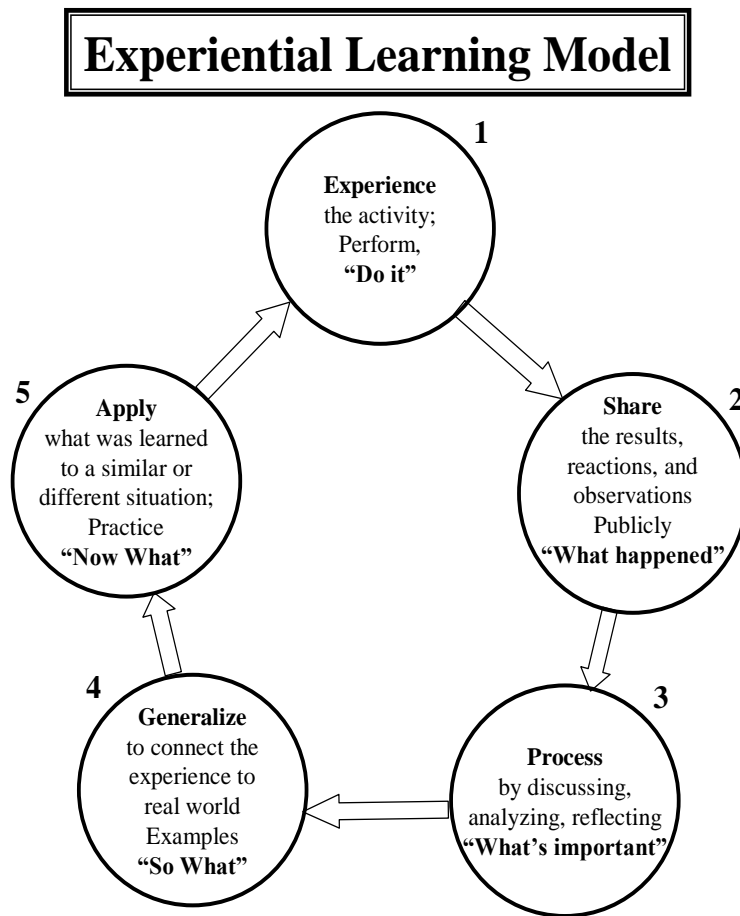 Experiential Learning Model
1
Experience
the activity;
Perform,
“Do it”
2
Share
the results,
reactions, and
observations
Publicly
“What happened”
3
Process
by discussing,
analyzing, reflecting
“What’s important”
4
Generalize
to connect the
experience to
real world
Examples
“So What”
5
Apply
what was learned
to a similar or
different situation;
Practice
“Now What”